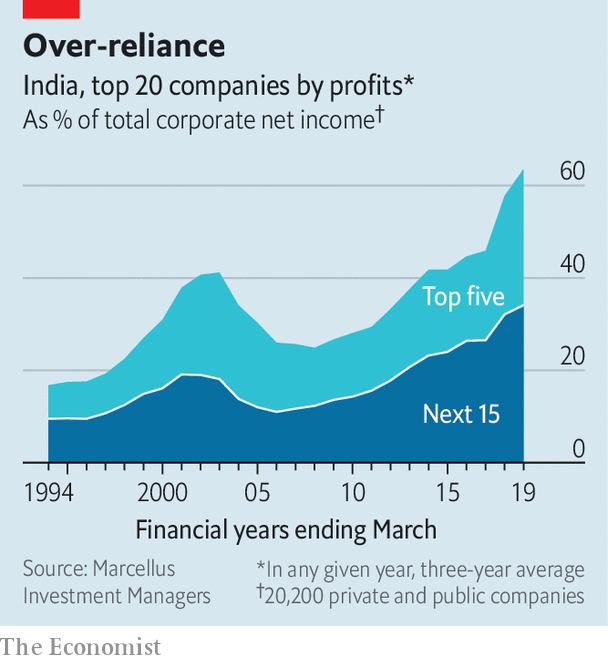 Over-reliance
India, top 20 companies by profits*
As % of total corporate net income†
60
40
Top five
20
Next 15
0
1994 2000 05 10 15 19
Financial years ending March
Source: Marcellus
Investment Managers
*In any given year, three-year average
†20,200 private and public companies
The Economist